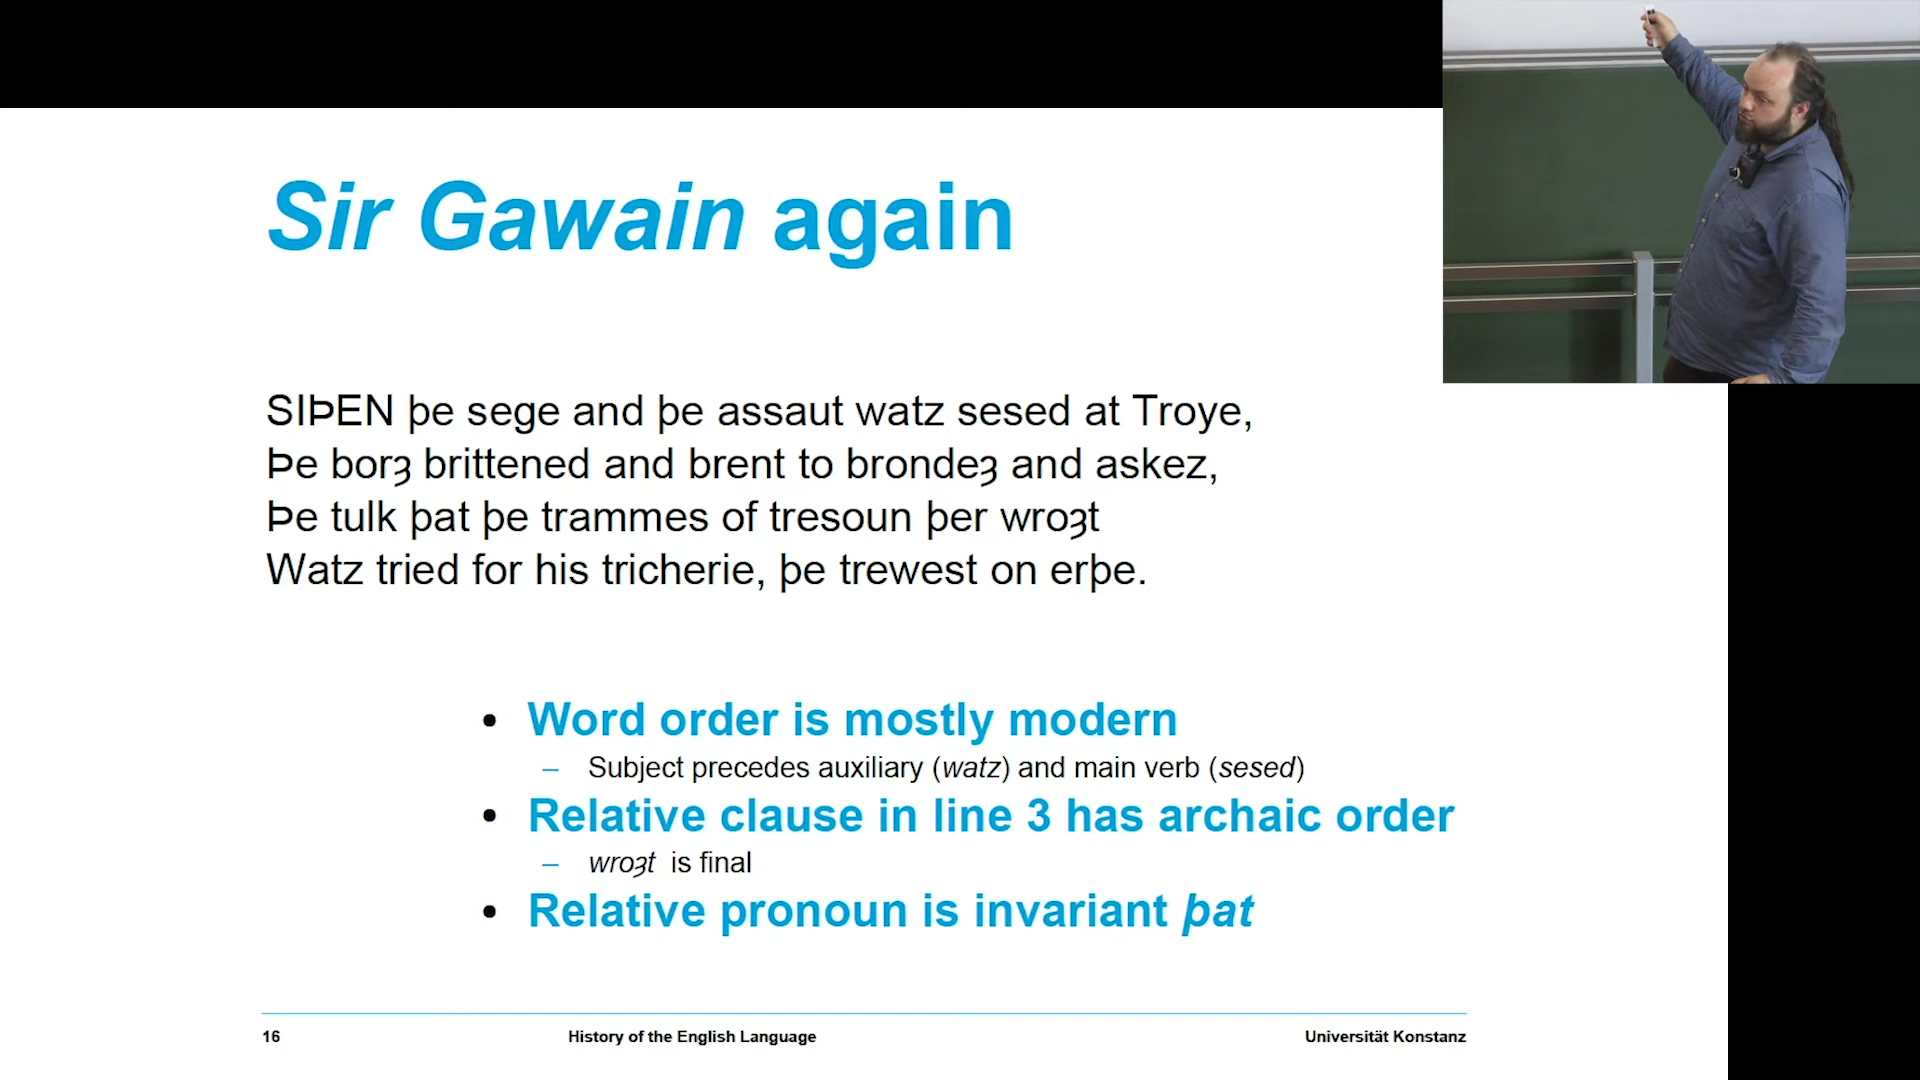 Sir Gawain again
SIÞEN þe sege and þe assaut watz sesed at Troye,
Þe borȝ brittened and brent to brondeȝ and askez,
Þe tulk þat þe trammes of tresoun þer wroȝt
Watz tried for his tricherie, þe trewest on erþe.
• Word order is mostly modern
– Subject precedes auxiliary (watz) and main verb (sesed)
• Relative clause in line 3 has archaic order
– wroȝt is final
• Relative pronoun is invariant þat
16 History of the English Language Universität Konstanz